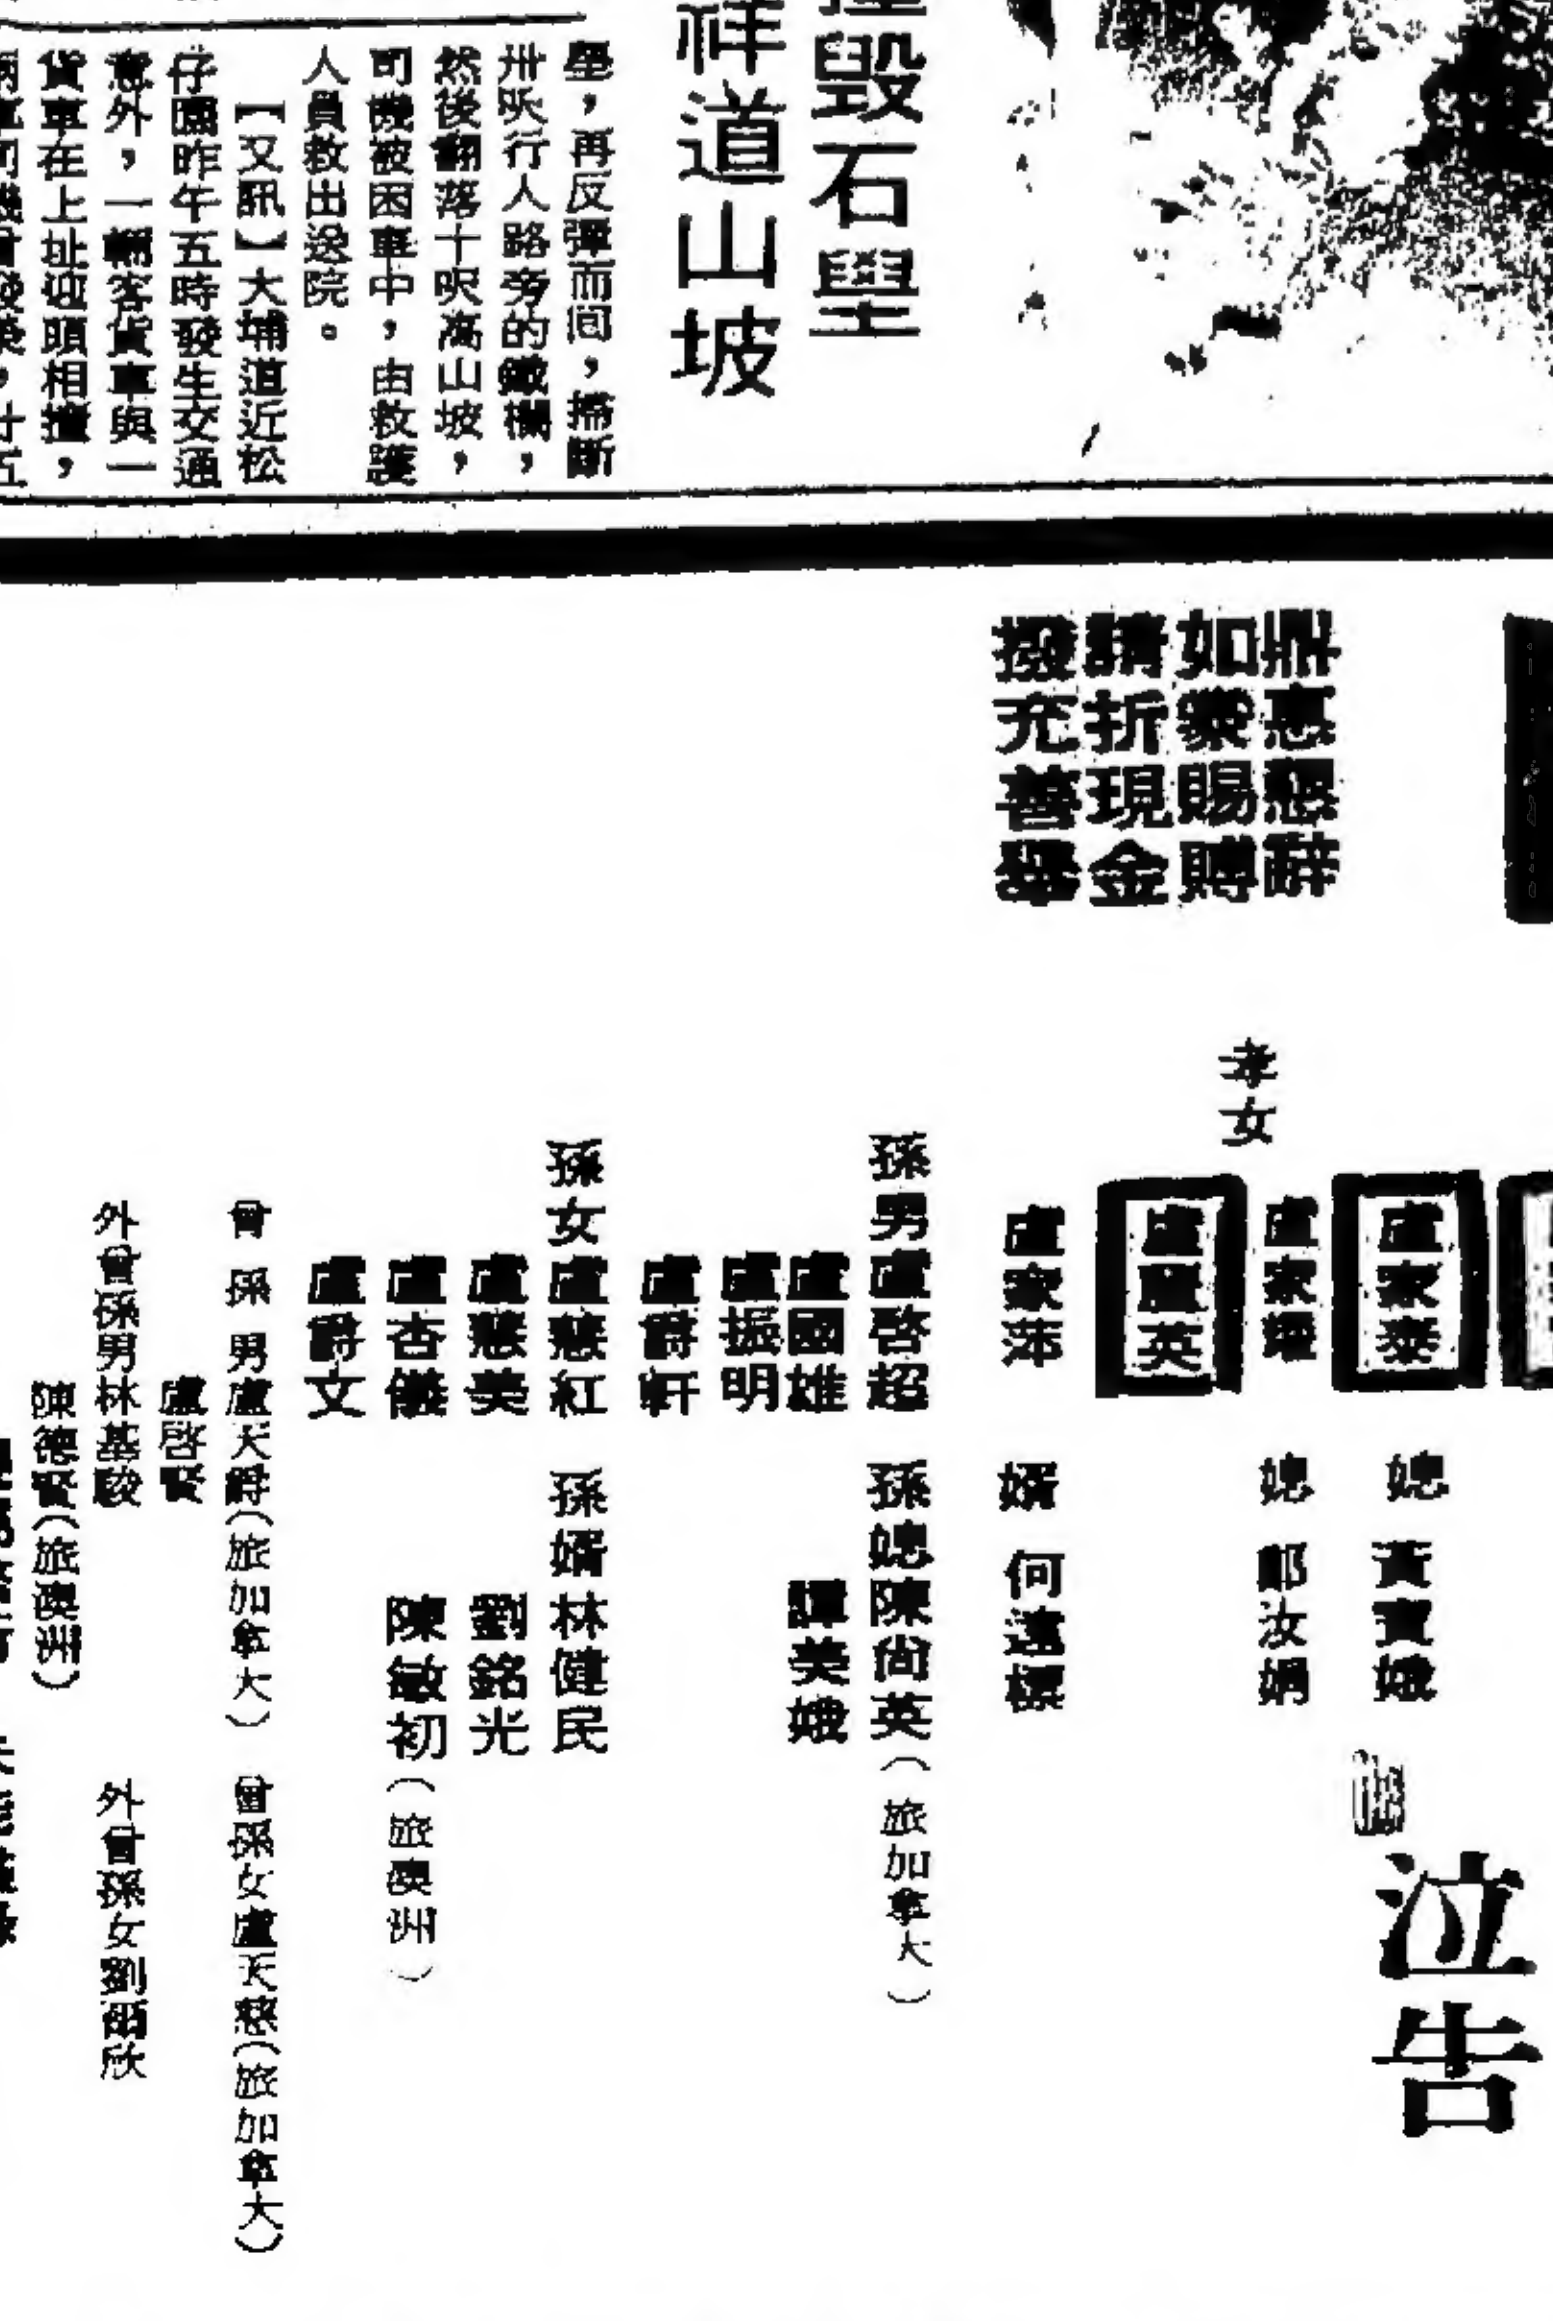 毀石壆
祥道山坡
壆，再反彈而囘，掃斷
卅呎行人路旁的鐵欄，
然後翻落十呎高山坡，
司機被困車中，由救護
人員救出送院。
【又訊】大埔道近松
仔園昨午五時發生交通
意外，一輛客貨車與一
貨車在上址迎頭相撞，
鼎惠懇辭
如蒙賜賻
請折現金
撥充善舉
盧家 媳 黃寶娥
孝女
盧家 媳 鄭汝娟
盧 英
盧家萍 婿 何遠標
泣告
孫男盧啓超 孫媳陳尚英（旅加拿大）
盧國雄 譚美娥
盧振明
盧爵軒
孫女盧慧紅 孫婿林健民
盧慧美 劉銘光
盧杏儀 陳敏初（旅澳洲）
盧爵文
曾孫男盧天爵（旅加拿大） 曾孫女盧天慈（旅加拿大）
盧啓賢
外曾孫男林基駿 外曾孫女劉 欣
陳德賢（旅澳洲）